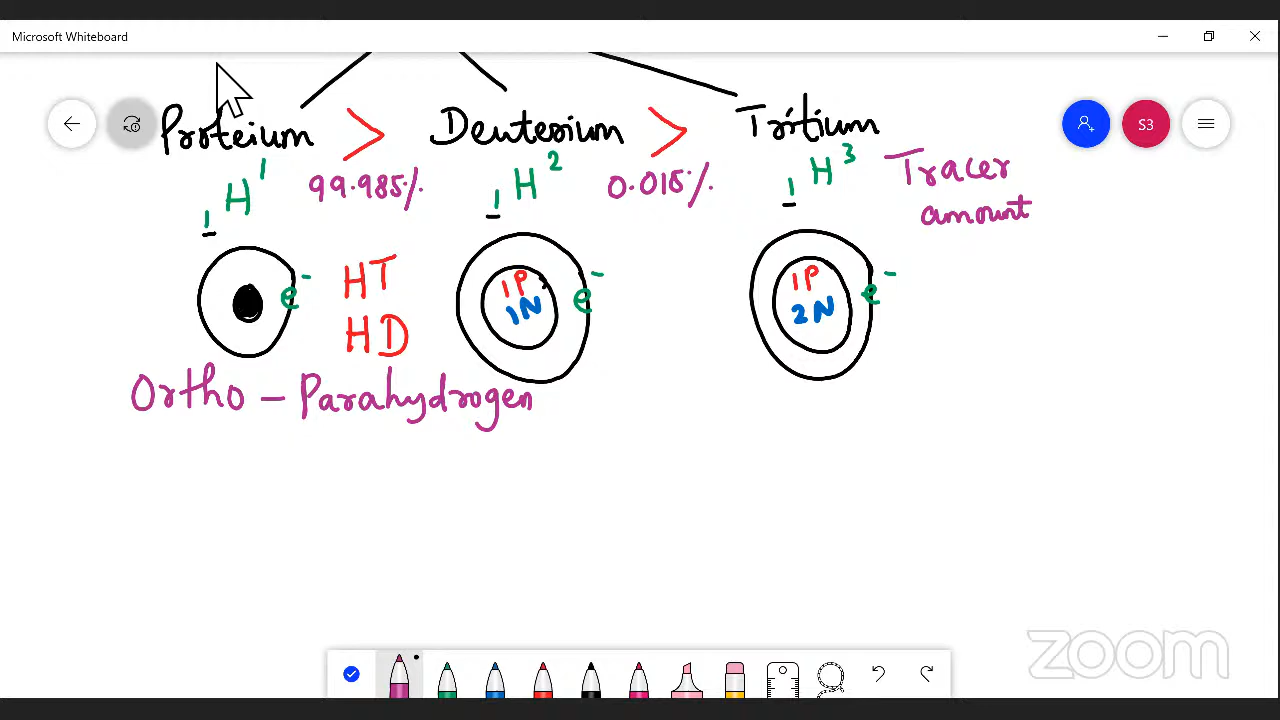 Microsoft Whiteboard
Proteium > Deuterium > Tritium
₁H¹ 99.985% ₁H² 0.015% ₁H³ Tracer
amount
e⁻ HT 1P e⁻ 1P e⁻
HD 1N 2N
Ortho - Parahydrogen
S3
zoom